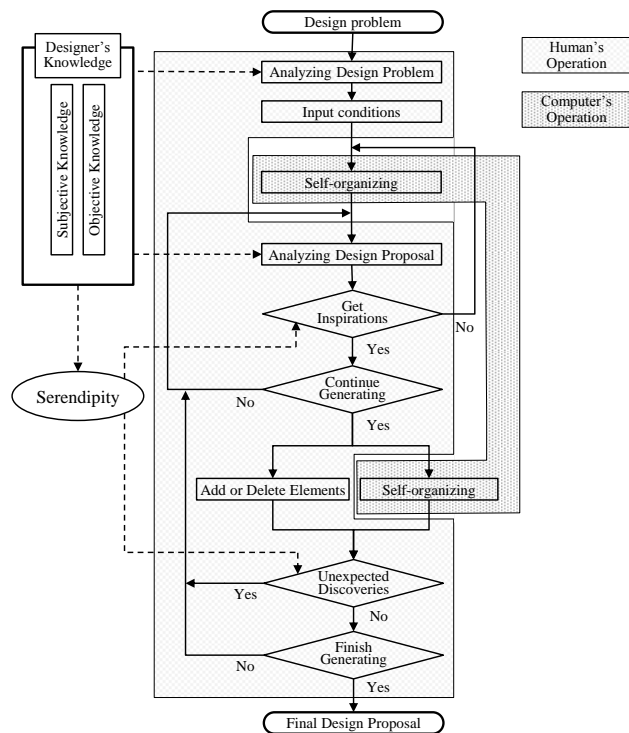 Design problem
Designer's
Knowledge
Subjective Knowledge
Objective Knowledge
Analyzing Design Problem
Input conditions
Human's
Operation
Computer's
Operation
Self-organizing
Analyzing Design Proposal
Get
Inspirations
No
Yes
Serendipity
Continue
Generating
No
Yes
Add or Delete Elements
Self-organizing
Unexpected
Discoveries
Yes
No
Finish
Generating
No
Yes
Final Design Proposal